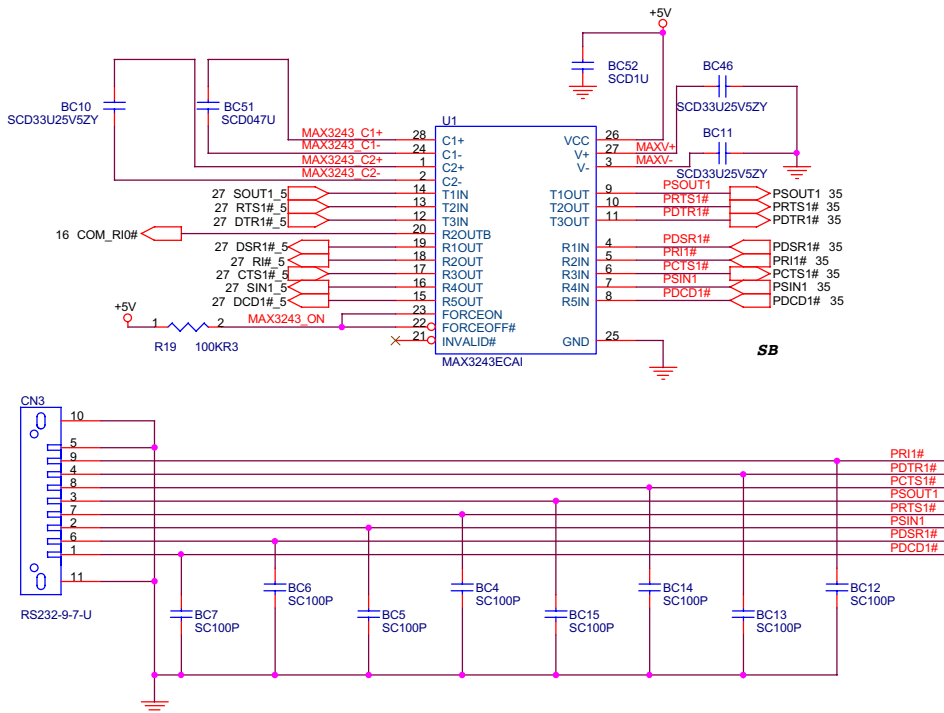 +5V
BC52
SCD1U
BC46
SCD33U25V5ZY
BC10
SCD33U25V5ZY
BC51
SCD047U
BC11
SCD33U25V5ZY
U1
MAX3243_C1+ 28 C1+ VCC 26
MAX3243_C1- 24 C1- V+ 27 MAXV+
MAX3243_C2+ 1 C2+ V- 3 MAXV-
MAX3243_C2- 2 C2-
27 SOUT1_5 14 T1IN T1OUT 9 PSOUT1 PSOUT1 35
27 RTS1#_5 13 T2IN T2OUT 10 PRTS1# PRTS1# 35
27 DTR1#_5 12 T3IN T3OUT 11 PDTR1# PDTR1# 35
16 COM_RI0# 20 R2OUTB
27 DSR1#_5 19 R1OUT R1IN 4 PDSR1# PDSR1# 35
27 RI#_5 18 R2OUT R2IN 5 PRI1# PRI1# 35
27 CTS1#_5 17 R3OUT R3IN 6 PCTS1# PCTS1# 35
27 SIN1_5 16 R4OUT R4IN 7 PSIN1 PSIN1 35
27 DCD1#_5 15 R5OUT R5IN 8 PDCD1# PDCD1# 35
+5V
23 FORCEON
1 2 MAX3243_ON 22 FORCEOFF#
R19 100KR3
21 INVALID# GND 25
SB
MAX3243ECAI
CN3
10
5
9 PRI1#
4 PDTR1#
8 PCTS1#
3 PSOUT1
7 PRTS1#
2 PSIN1
6 PDSR1#
1 PDCD1#
11
RS232-9-7-U
BC7
SC100P
BC6
SC100P
BC5
SC100P
BC4
SC100P
BC15
SC100P
BC14
SC100P
BC13
SC100P
BC12
SC100P